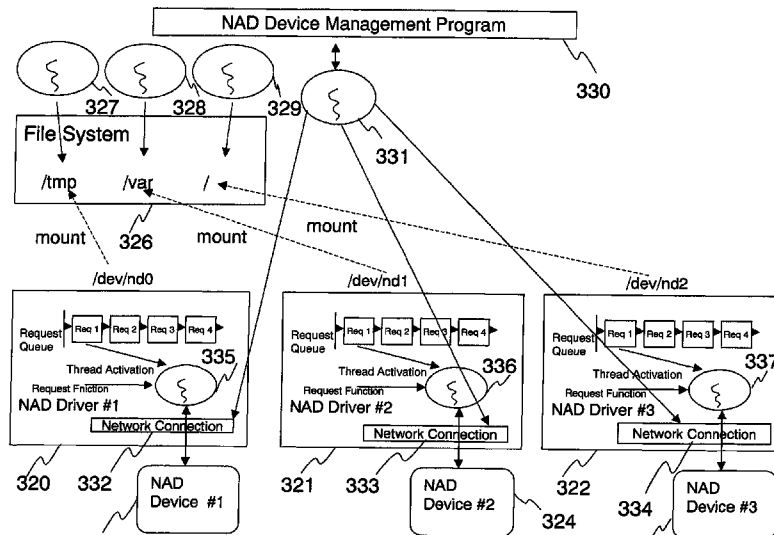 NAD Device Management Program
330
327
328
329
331
File System
/tmp
/var
/
326
mount
mount
mount
/dev/nd0
/dev/nd1
/dev/nd2
Request
Queue
Req 1
Req 2
Req 3
Req 4
335
Thread Activation
Request Fniction
NAD Driver #1
Network Connection
320
332
NAD
Device #1
Request
Queue
Req 1
Req 2
Req 3
Req 4
336
Thread Activation
Request Function
NAD Driver #2
Network Connection
321
333
NAD
Device #2
324
Request
Queue
Req 1
Req 2
Req 3
Req 4
337
Thread Activation
Request Function
NAD Driver #3
Network Connection
322
334
NAD
Device #3